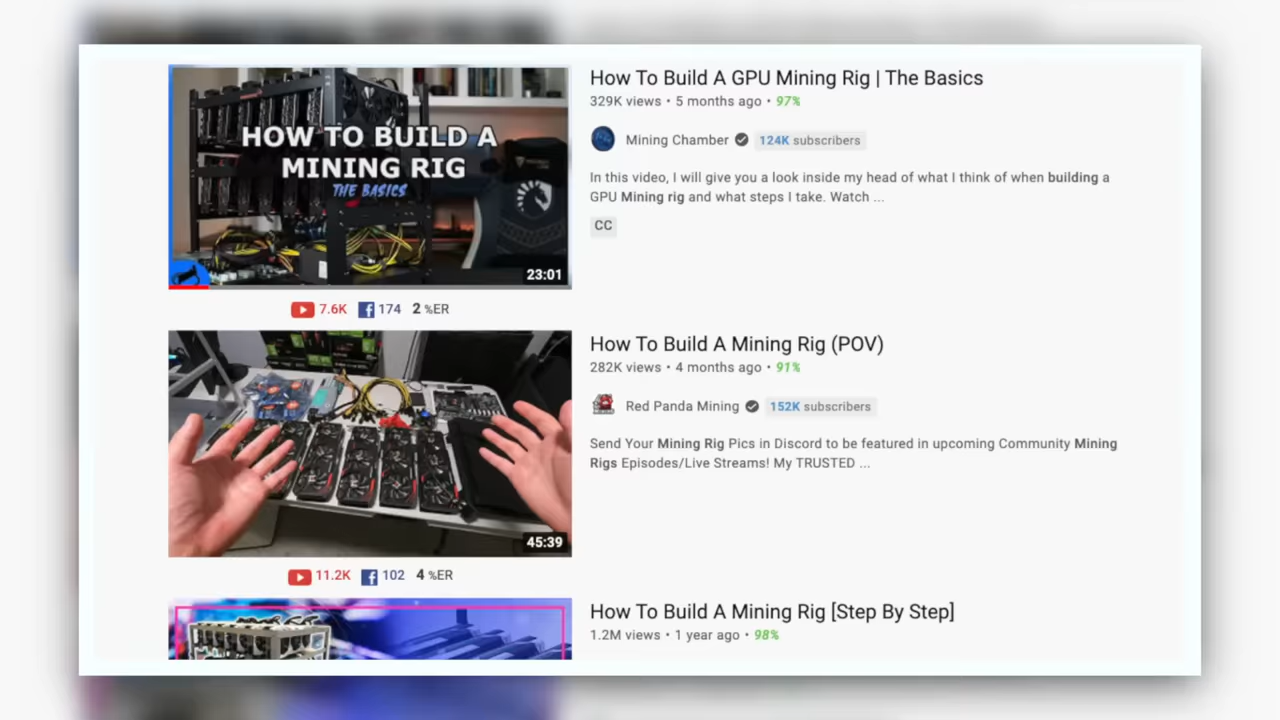 HOW TO BUILD A
MINING RIG
THE BASICS
23:01
How To Build A GPU Mining Rig | The Basics
329K views • 5 months ago • 97%
Mining Chamber 124K subscribers
In this video, I will give you a look inside my head of what I think of when building a
GPU Mining rig and what steps I take. Watch ...
CC
7.6K f 174 2 %ER
45:39
How To Build A Mining Rig (POV)
282K views • 4 months ago • 91%
Red Panda Mining 152K subscribers
Send Your Mining Rig Pics in Discord to be featured in upcoming Community Mining
Rigs Episodes/Live Streams! My TRUSTED ...
11.2K f 102 4 %ER
How To Build A Mining Rig [Step By Step]
1.2M views • 1 year ago • 98%